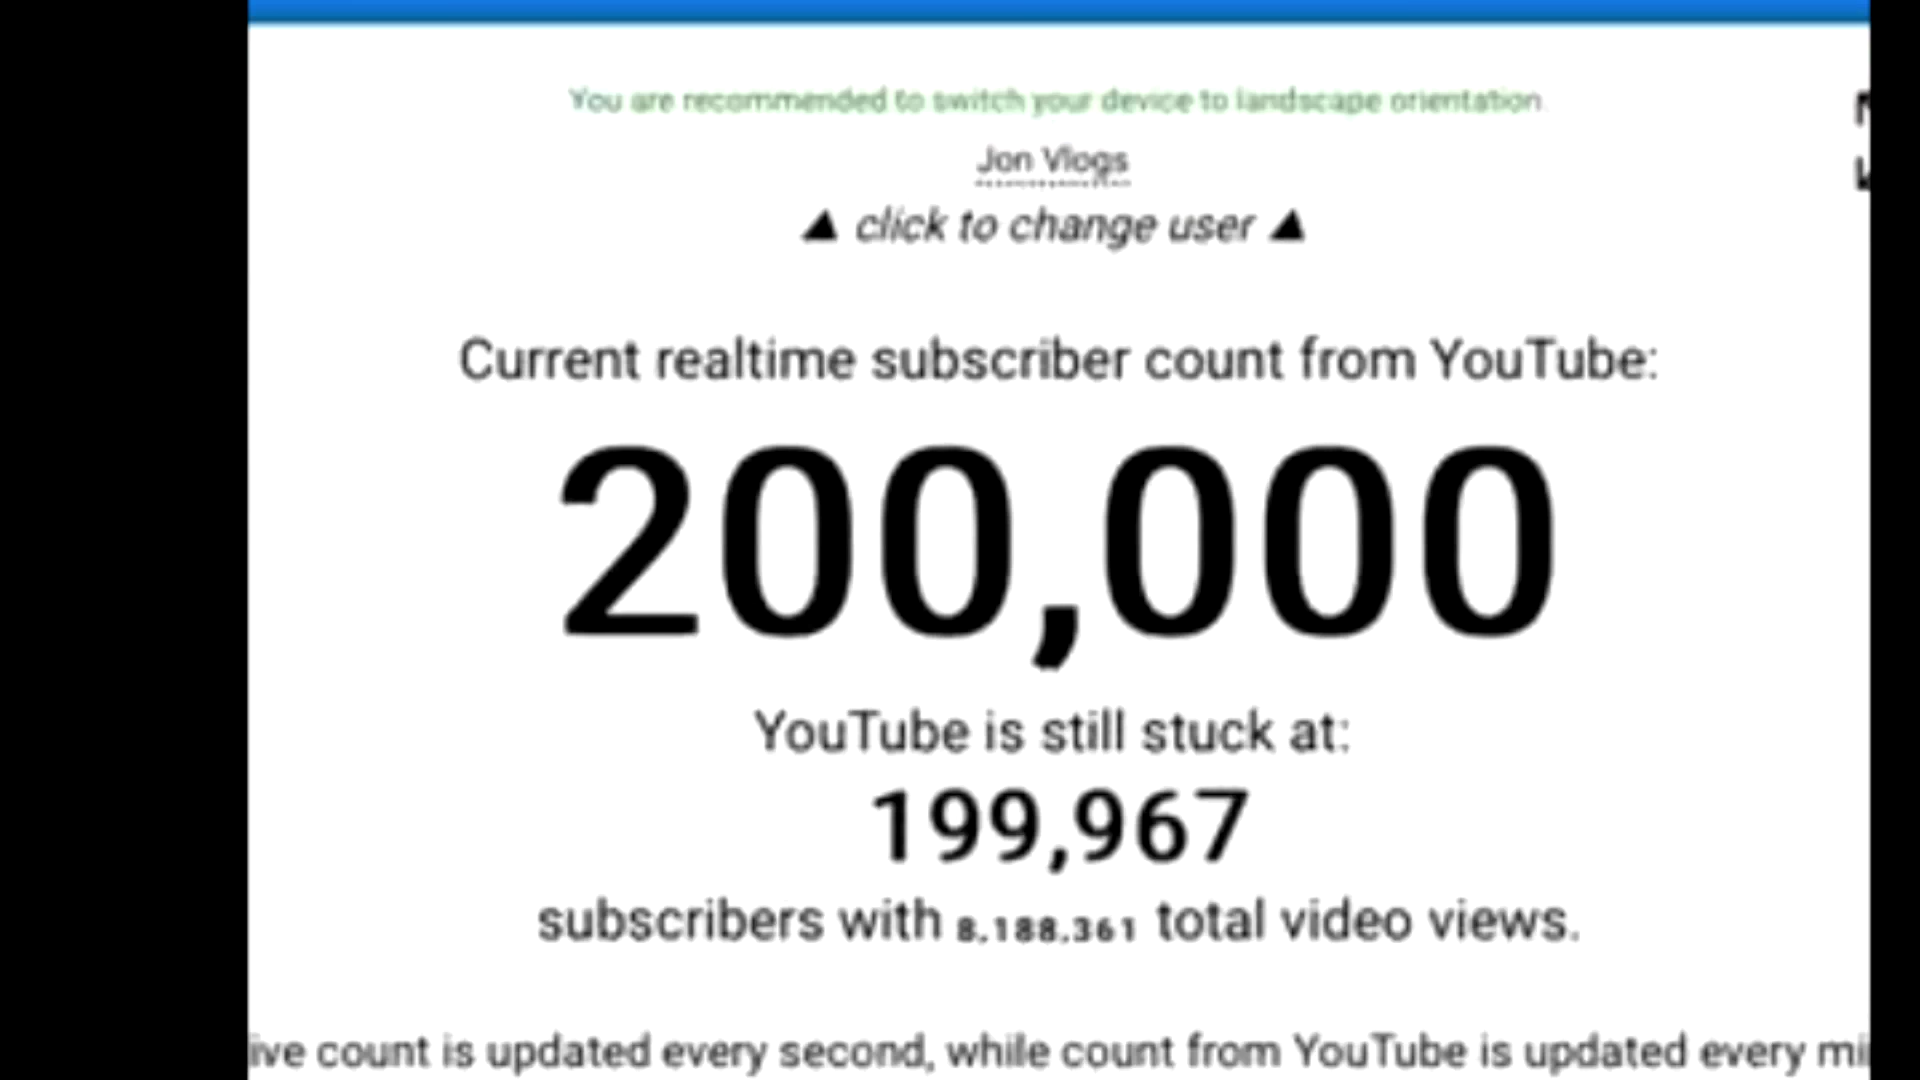 You are recommended to switch your device to landscape orientation.
Jon Vlogs
▲ click to change user ▲
Current realtime subscriber count from YouTube:
200,000
YouTube is still stuck at:
199,967
subscribers with 8,188,361 total video views.
ive count is updated every second, while count from YouTube is updated every mi